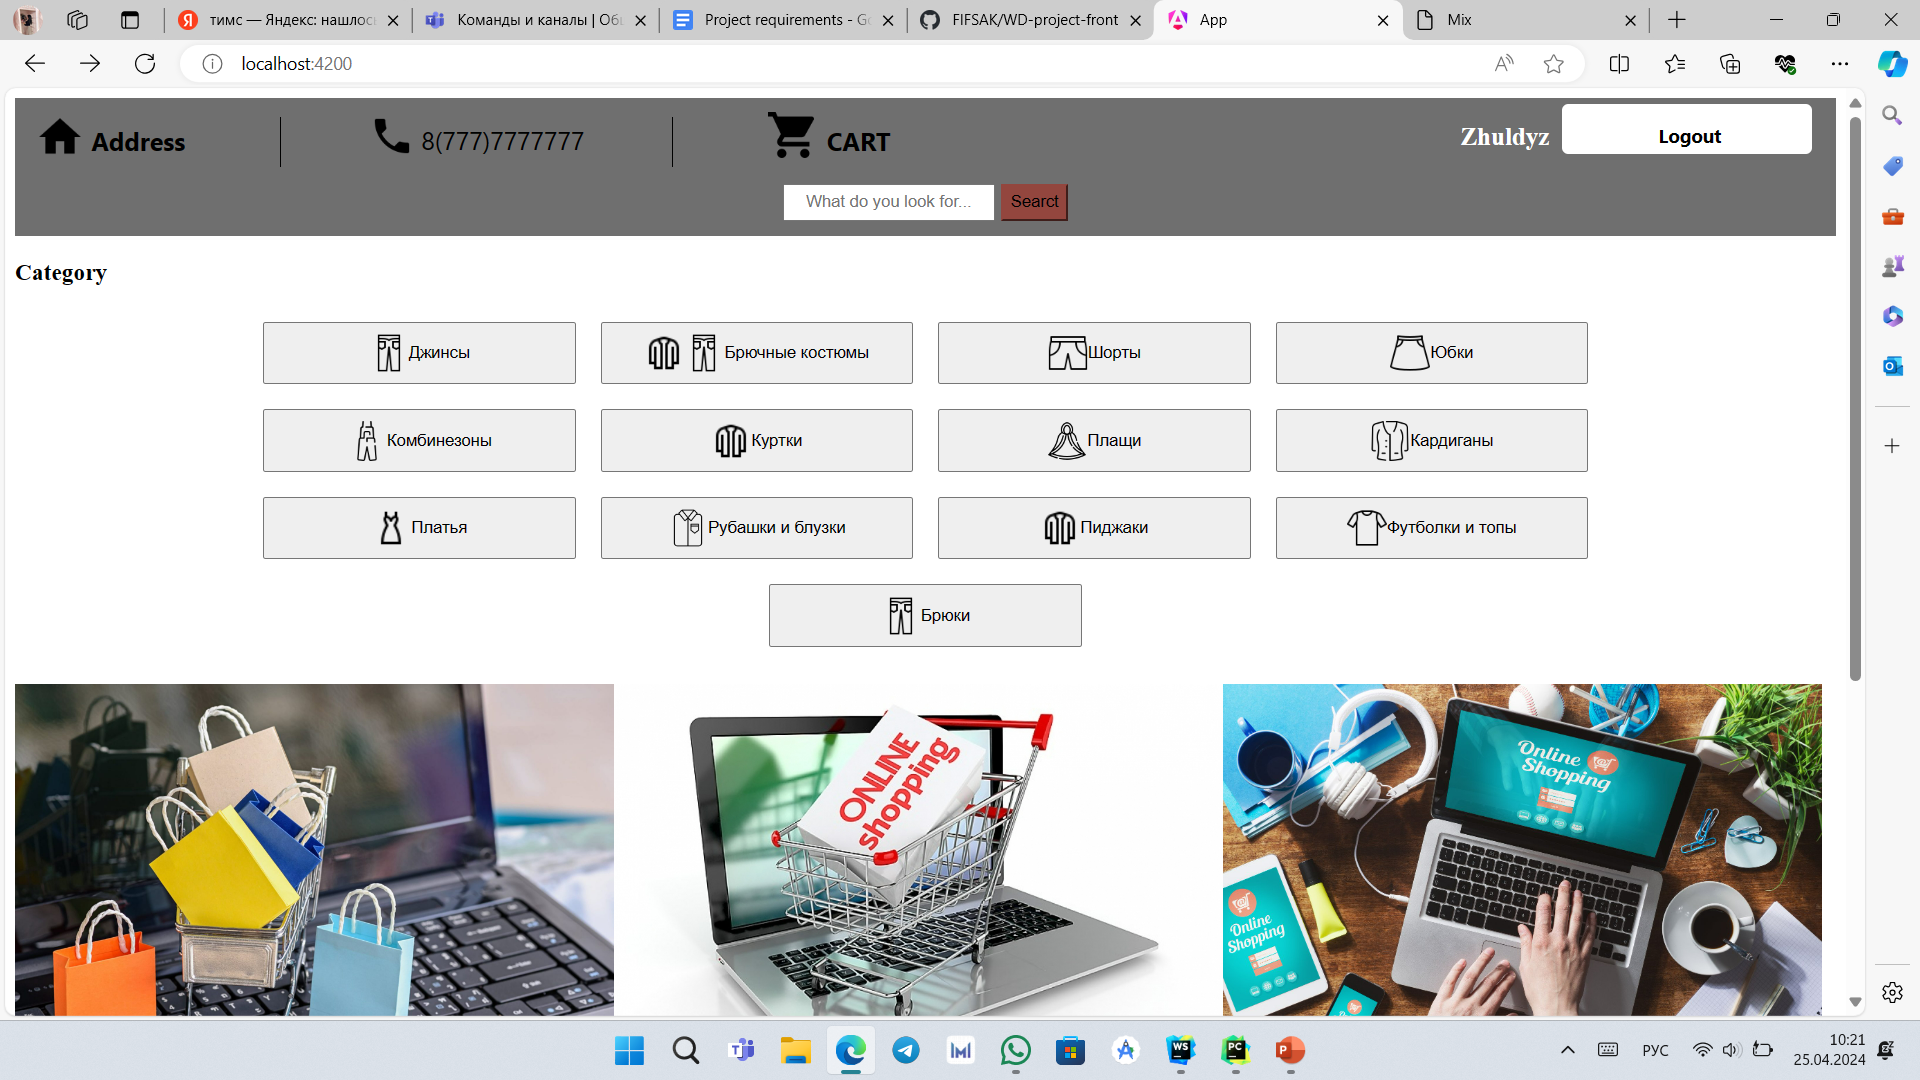 тимс — Яндекс: нашлос
Команды и каналы | Об
Project requirements - Go
FIFSAK/WD-project-front
App
Mix
localhost:4200
Address
8(777)7777777
CART
Zhuldyz
Logout
What do you look for...
Searct
Category
Джинсы
Брючные костюмы
Шорты
Юбки
Комбинезоны
Куртки
Плащи
Кардиганы
Платья
Рубашки и блузки
Пиджаки
Футболки и топы
Брюки
ONLINE
shopping
Online
Shopping
Online
Shopping
РУС
10:21
25.04.2024